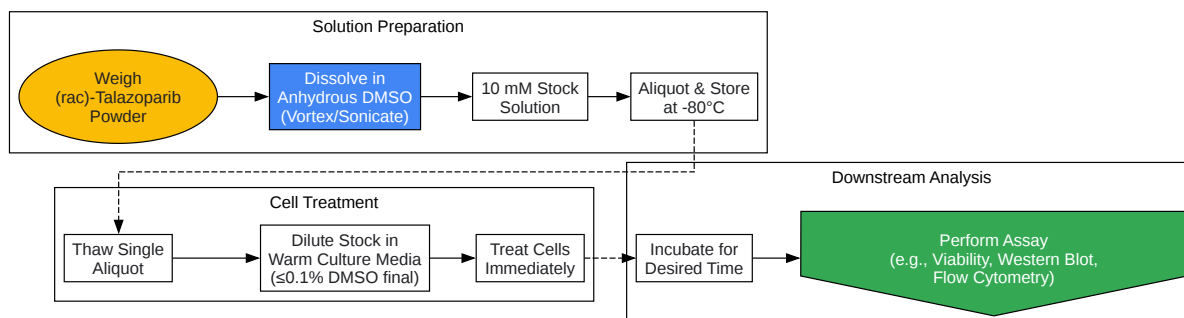 Solution Preparation
Weigh
(rac)-Talazoparib
Powder
Dissolve in
Anhydrous DMSO
(Vortex/Sonicate)
10 mM Stock
Solution
Aliquot & Store
at -80°C
Cell Treatment
Thaw Single
Aliquot
Dilute Stock in
Warm Culture Media
(≤0.1% DMSO final)
Treat Cells
Immediately
Downstream Analysis
Incubate for
Desired Time
Perform Assay
(e.g., Viability, Western Blot,
Flow Cytometry)